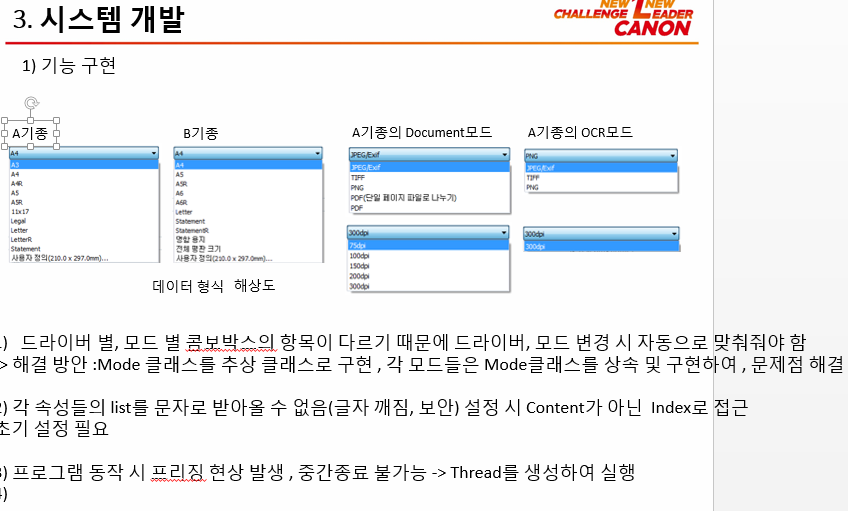 3. 시스템 개발
NEW NEW
CHALLENGE LEADER
CANON
1) 기능 구현
A기종
B기종
A기종의 Document모드
A기종의 OCR모드
A4
A3
A4
A4R
A5
A5R
11x17
Legal
Letter
LetterR
Statement
사용자 정의(210.0 x 297.0mm)...
A4
A4
A5
A5R
A6
A6R
Letter
Statement
StatementR
명함 용지
전체 평판 크기
사용자 정의(210.0 x 297.0mm)...
JPEG/Exif
JPEG/Exif
TIFF
PNG
PDF(단일 페이지 파일로 나누기)
PDF
PNG
JPEG/Exif
TIFF
PNG
300dpi
75dpi
100dpi
150dpi
200dpi
300dpi
300dpi
300dpi
데이터 형식 해상도
) 드라이버 별, 모드 별 콤보박스의 항목이 다르기 때문에 드라이버, 모드 변경 시 자동으로 맞춰줘야 함
> 해결 방안 :Mode 클래스를 추상 클래스로 구현 , 각 모드들은 Mode클래스를 상속 및 구현하여 , 문제점 해결
2) 각 속성들의 list를 문자로 받아올 수 없음(글자 깨짐, 보안) 설정 시 Content가 아닌 Index로 접근
초기 설정 필요
3) 프로그램 동작 시 프리징 현상 발생 , 중간종료 불가능 -> Thread를 생성하여 실행
4)